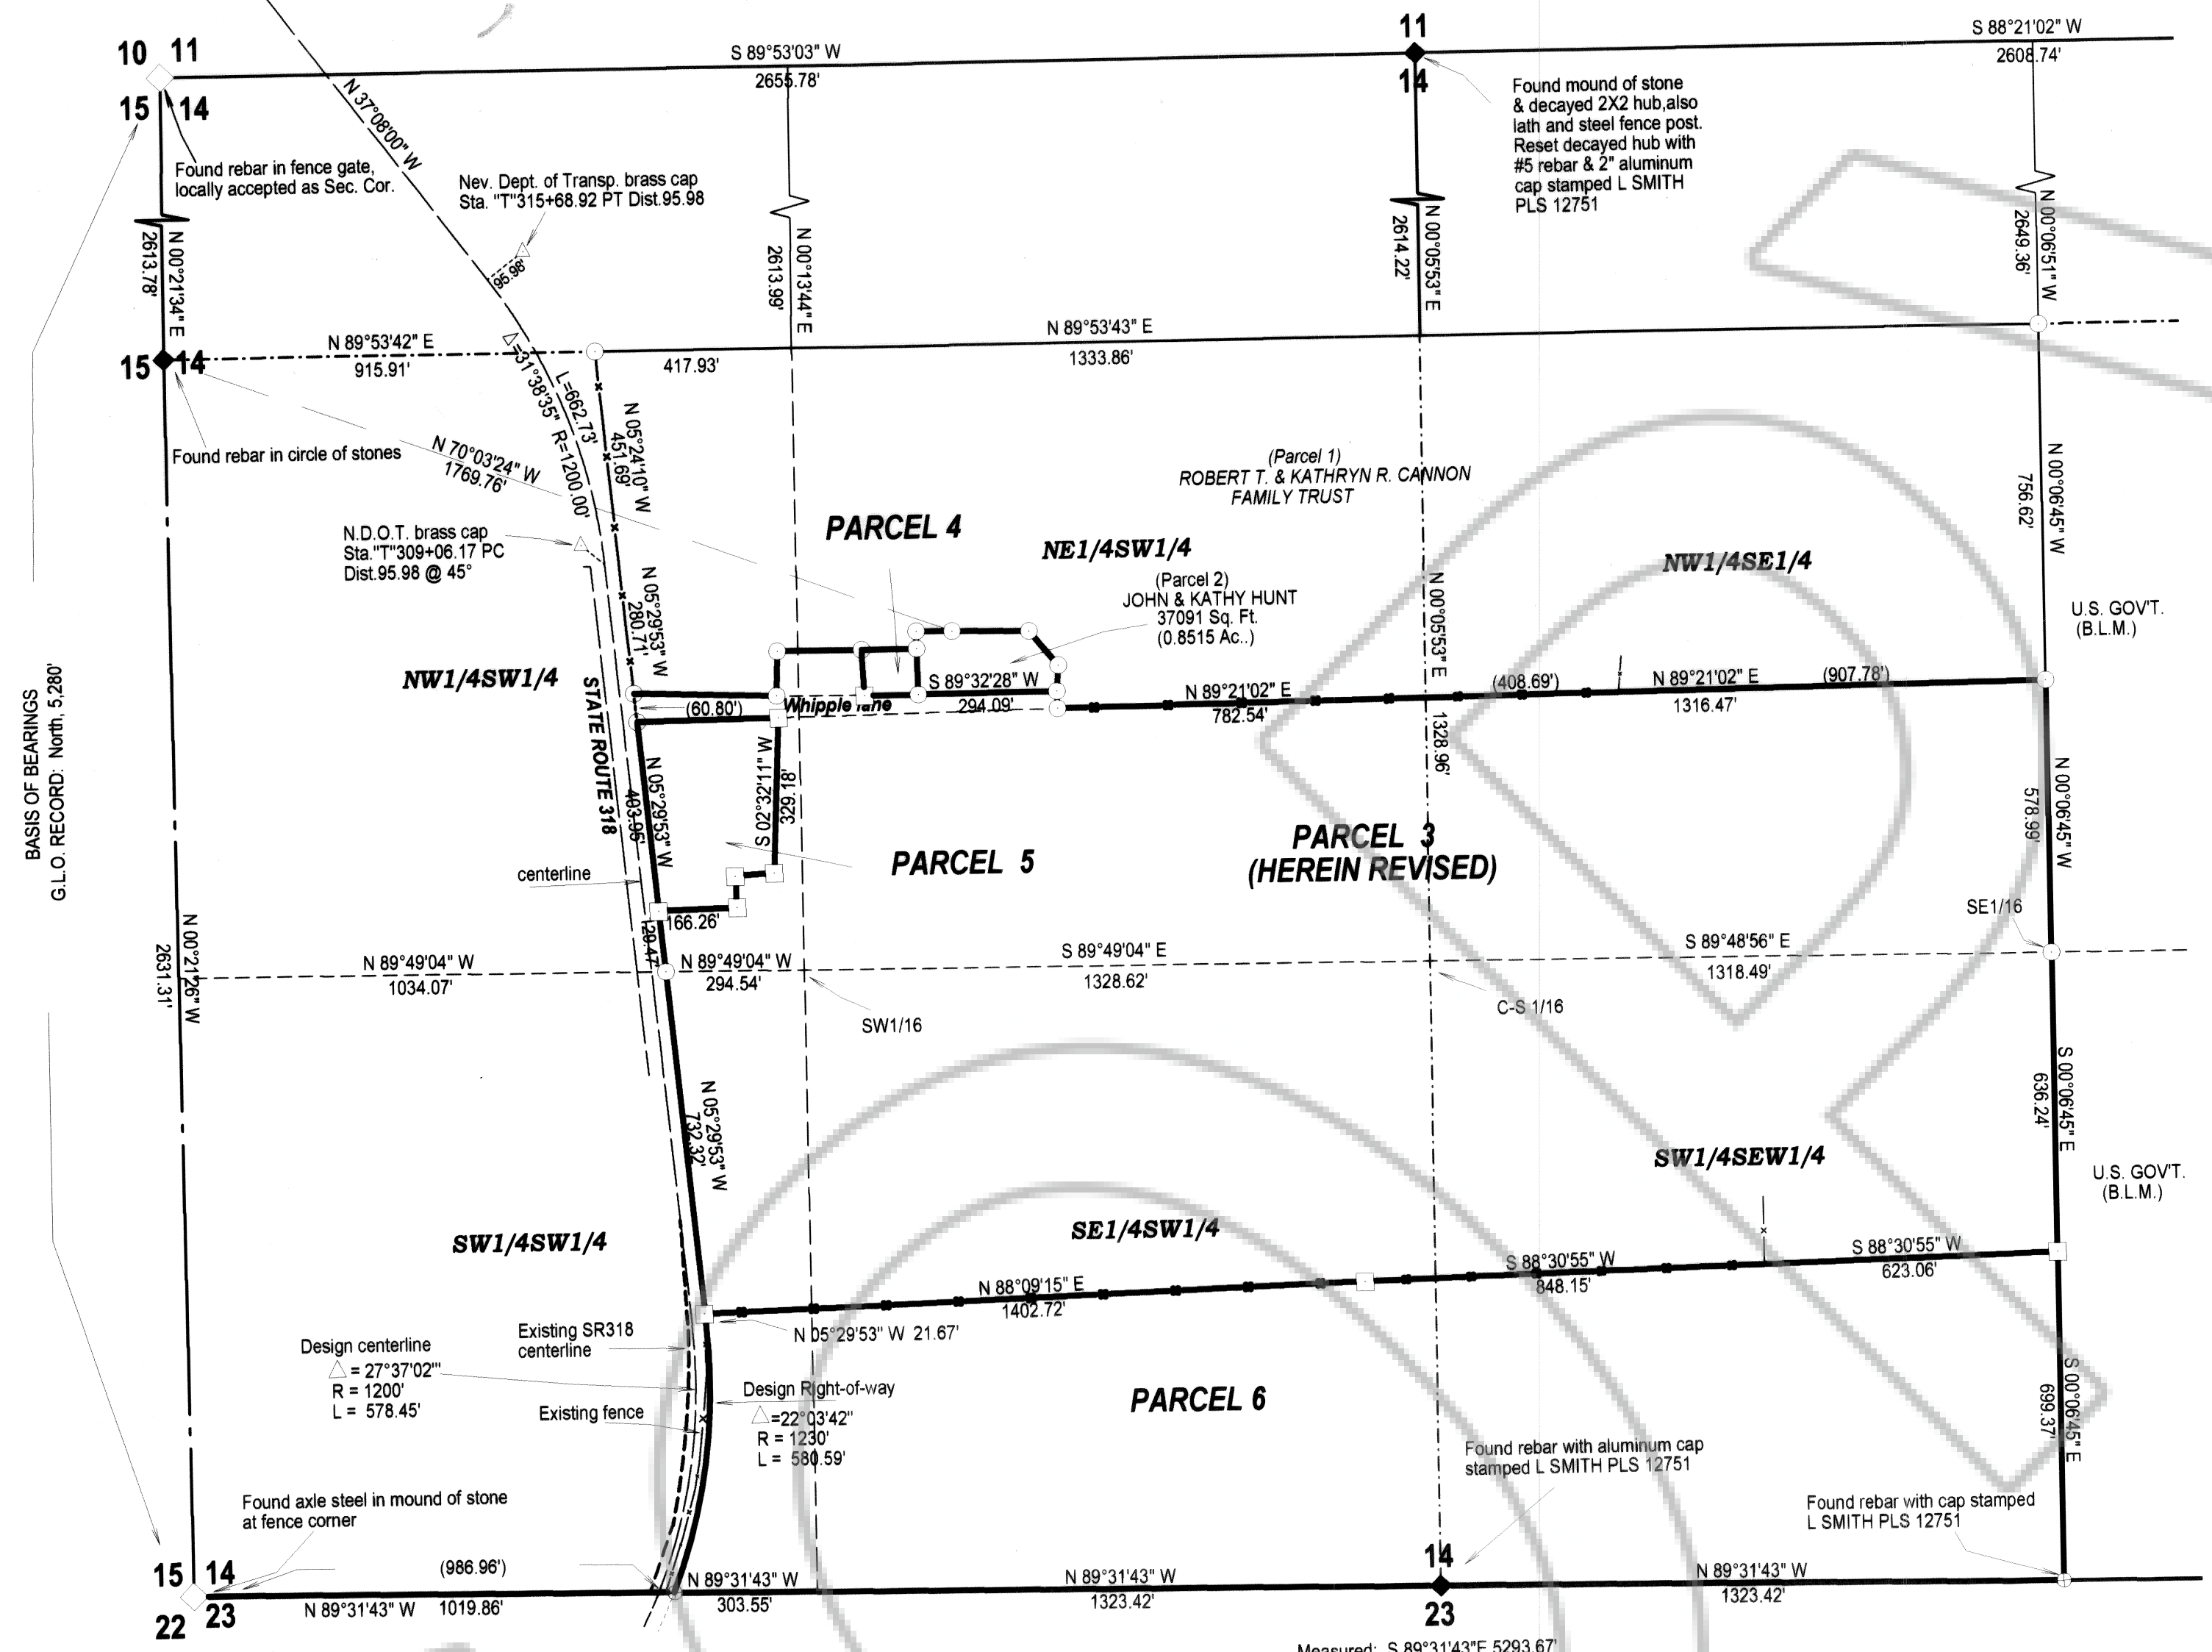 10 11
15 14
S 89°53'03" W
2655.78'
11
14
S 88°21'02" W
2608.74'
N 37°08'00" W
Found rebar in fence gate,
locally accepted as Sec. Cor.
Nev. Dept. of Transp. brass cap
Sta. "T"315+68.92 PT Dist.95.98
95.98'
Found mound of stone
& decayed 2X2 hub,also
lath and steel fence post.
Reset decayed hub with
#5 rebar & 2" aluminum
cap stamped L SMITH
PLS 12751
N 00°21'34" E
2613.78'
N 00°13'44" E
2613.99'
N 00°05'53" E
2614.22'
N 00°06'51" W
2649.36'
15 14
N 89°53'42" E
915.91'
417.93'
N 89°53'43" E
1333.86'
△=31°38'35" R=1200.00'
L=662.73'
N 05°24'10" W
451.69'
Found rebar in circle of stones
N 70°03'24" W
1769.76'
(Parcel 1)
ROBERT T. & KATHRYN R. CANNON
FAMILY TRUST
N 00°06'45" W
756.62'
PARCEL 4
NE1/4SW1/4
NW1/4SE1/4
N.D.O.T. brass cap
Sta."T"309+06.17 PC
Dist.95.98 @ 45°
N 05°29'53" W
280.71'
(Parcel 2)
JOHN & KATHY HUNT
37091 Sq. Ft.
(0.8515 Ac..)
N 00°05'53" E
1328.96'
U.S. GOV'T.
(B.L.M.)
NW1/4SW1/4
STATE ROUTE 318
(60.80')
Whipple lane
S 89°32'28" W
294.09'
N 89°21'02" E
782.54'
(408.69')
N 89°21'02" E
1316.47'
(907.78')
BASIS OF BEARINGS
G.L.O. RECORD: North, 5,280'
N 05°29'53" W
403.95'
S 02°32'11" W
329.18'
PARCEL 5
PARCEL 3
(HEREIN REVISED)
N 00°06'45" W
578.99'
centerline
166.26'
129.47'
SE1/16
N 00°21'26" W
2631.31'
N 89°49'04" W
1034.07'
N 89°49'04" W
294.54'
S 89°49'04" E
1328.62'
S 89°48'56" E
1318.49'
SW1/16
C-S 1/16
N 05°29'53" W
732.32'
S 00°06'45" E
636.24'
SW1/4SW1/4
SE1/4SW1/4
SW1/4SEW1/4
U.S. GOV'T.
(B.L.M.)
N 88°09'15" E
1402.72'
S 88°30'55" W
848.15'
S 88°30'55" W
623.06'
N 05°29'53" W 21.67'
Design centerline
△ = 27°37'02'"
R = 1200'
L = 578.45'
Existing SR318
centerline
Existing fence
Design Right-of-way
△=22°03'42"
R = 1230'
L = 580.59'
PARCEL 6
S 00°06'45" E
699.37'
Found rebar with aluminum cap
stamped L SMITH PLS 12751
Found rebar with cap stamped
L SMITH PLS 12751
Found axle steel in mound of stone
at fence corner
15 14
22 23
(986.96')
N 89°31'43" W 1019.86'
N 89°31'43" W
303.55'
N 89°31'43" W
1323.42'
14
23
N 89°31'43" W
1323.42'
Measured: S 89°31'43"E 5293.67'